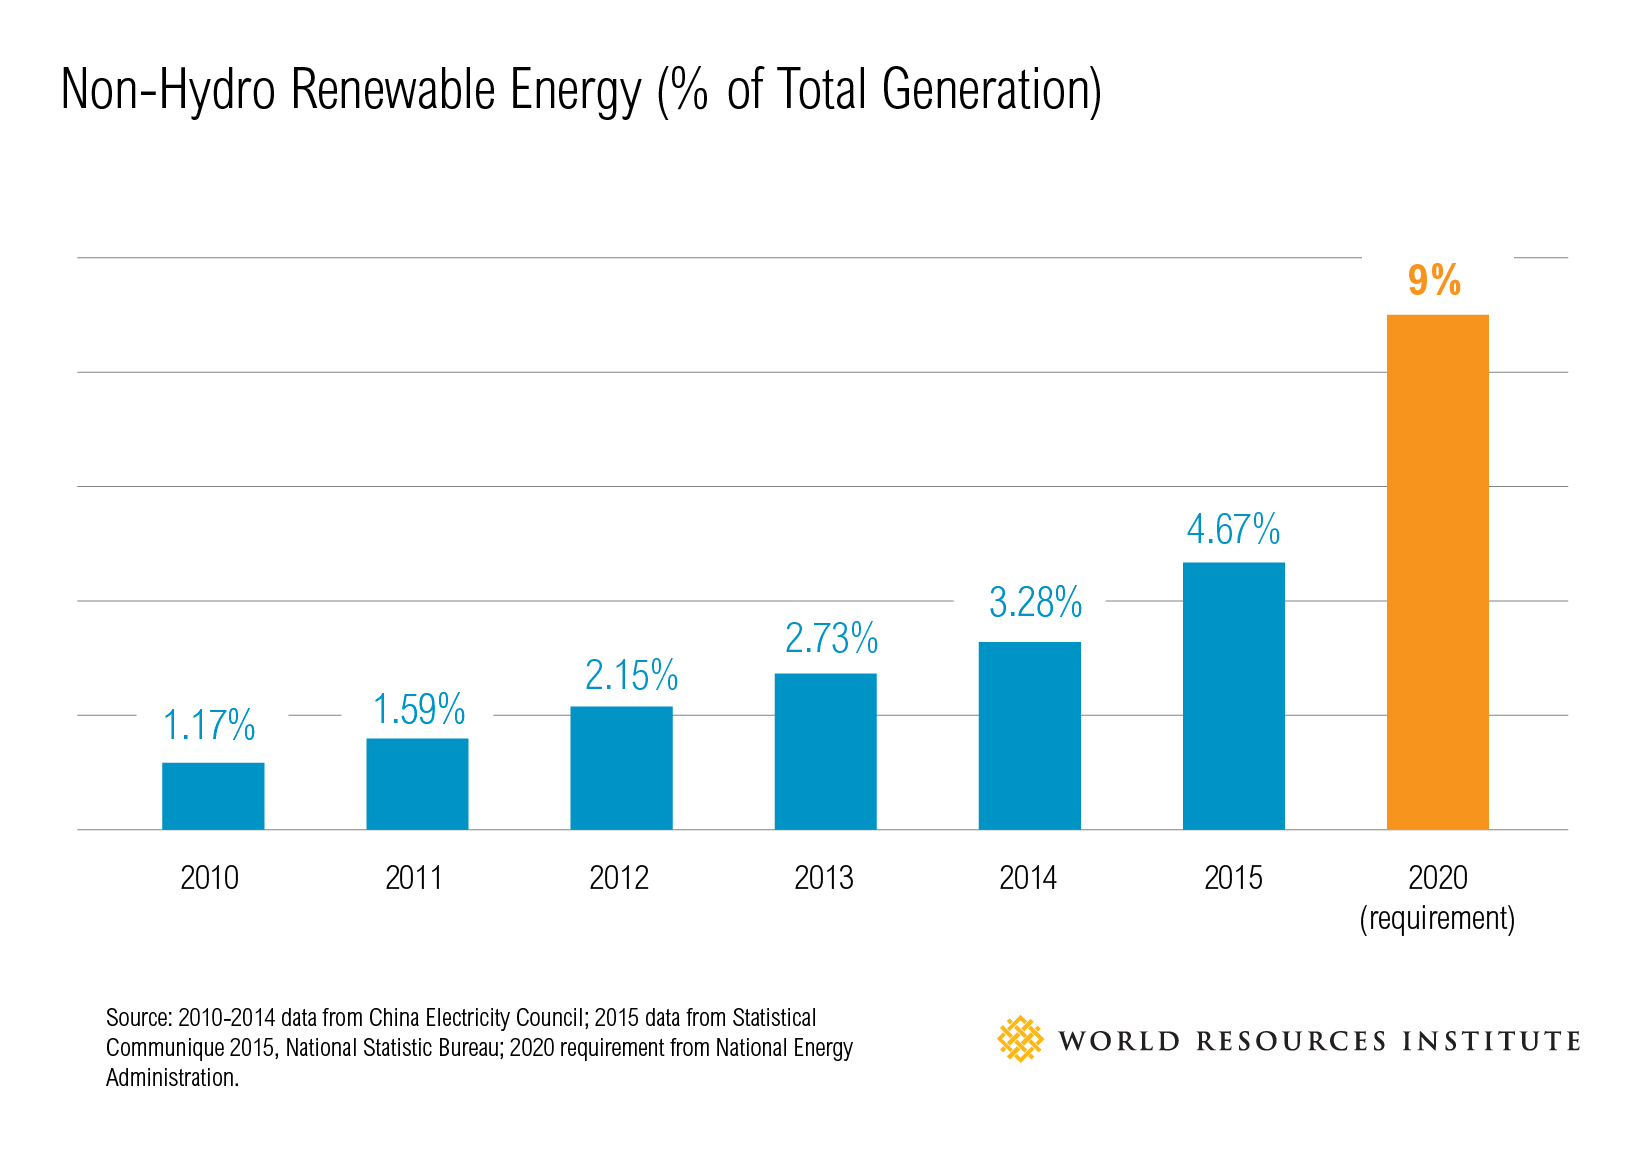 Non-Hydro Renewable Energy (% of Total Generation)
9%
4.67%
3.28%
2.73%
2.15%
1.59%
1.17%
2010 2011 2012 2013 2014 2015 2020
(requirement)
Source: 2010-2014 data from China Electricity Council; 2015 data from Statistical
Communique 2015, National Statistic Bureau; 2020 requirement from National Energy
Administration.
WORLD RESOURCES INSTITUTE